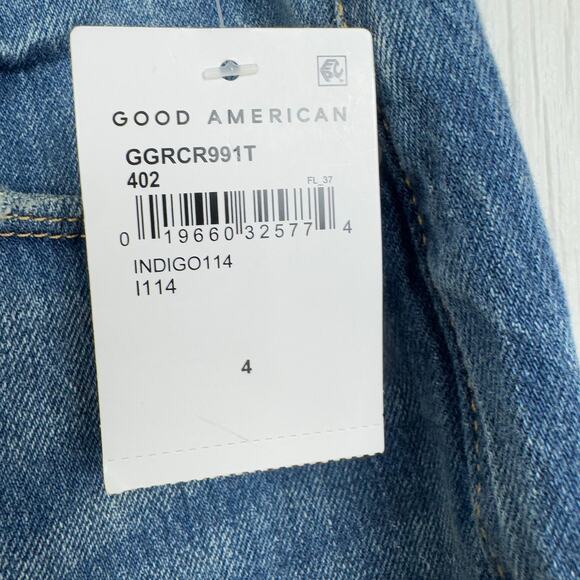 GOOD AMERICAN
GGRCR991T
402
FL_37
0 19660 32577 4
INDIGO114
I114
4